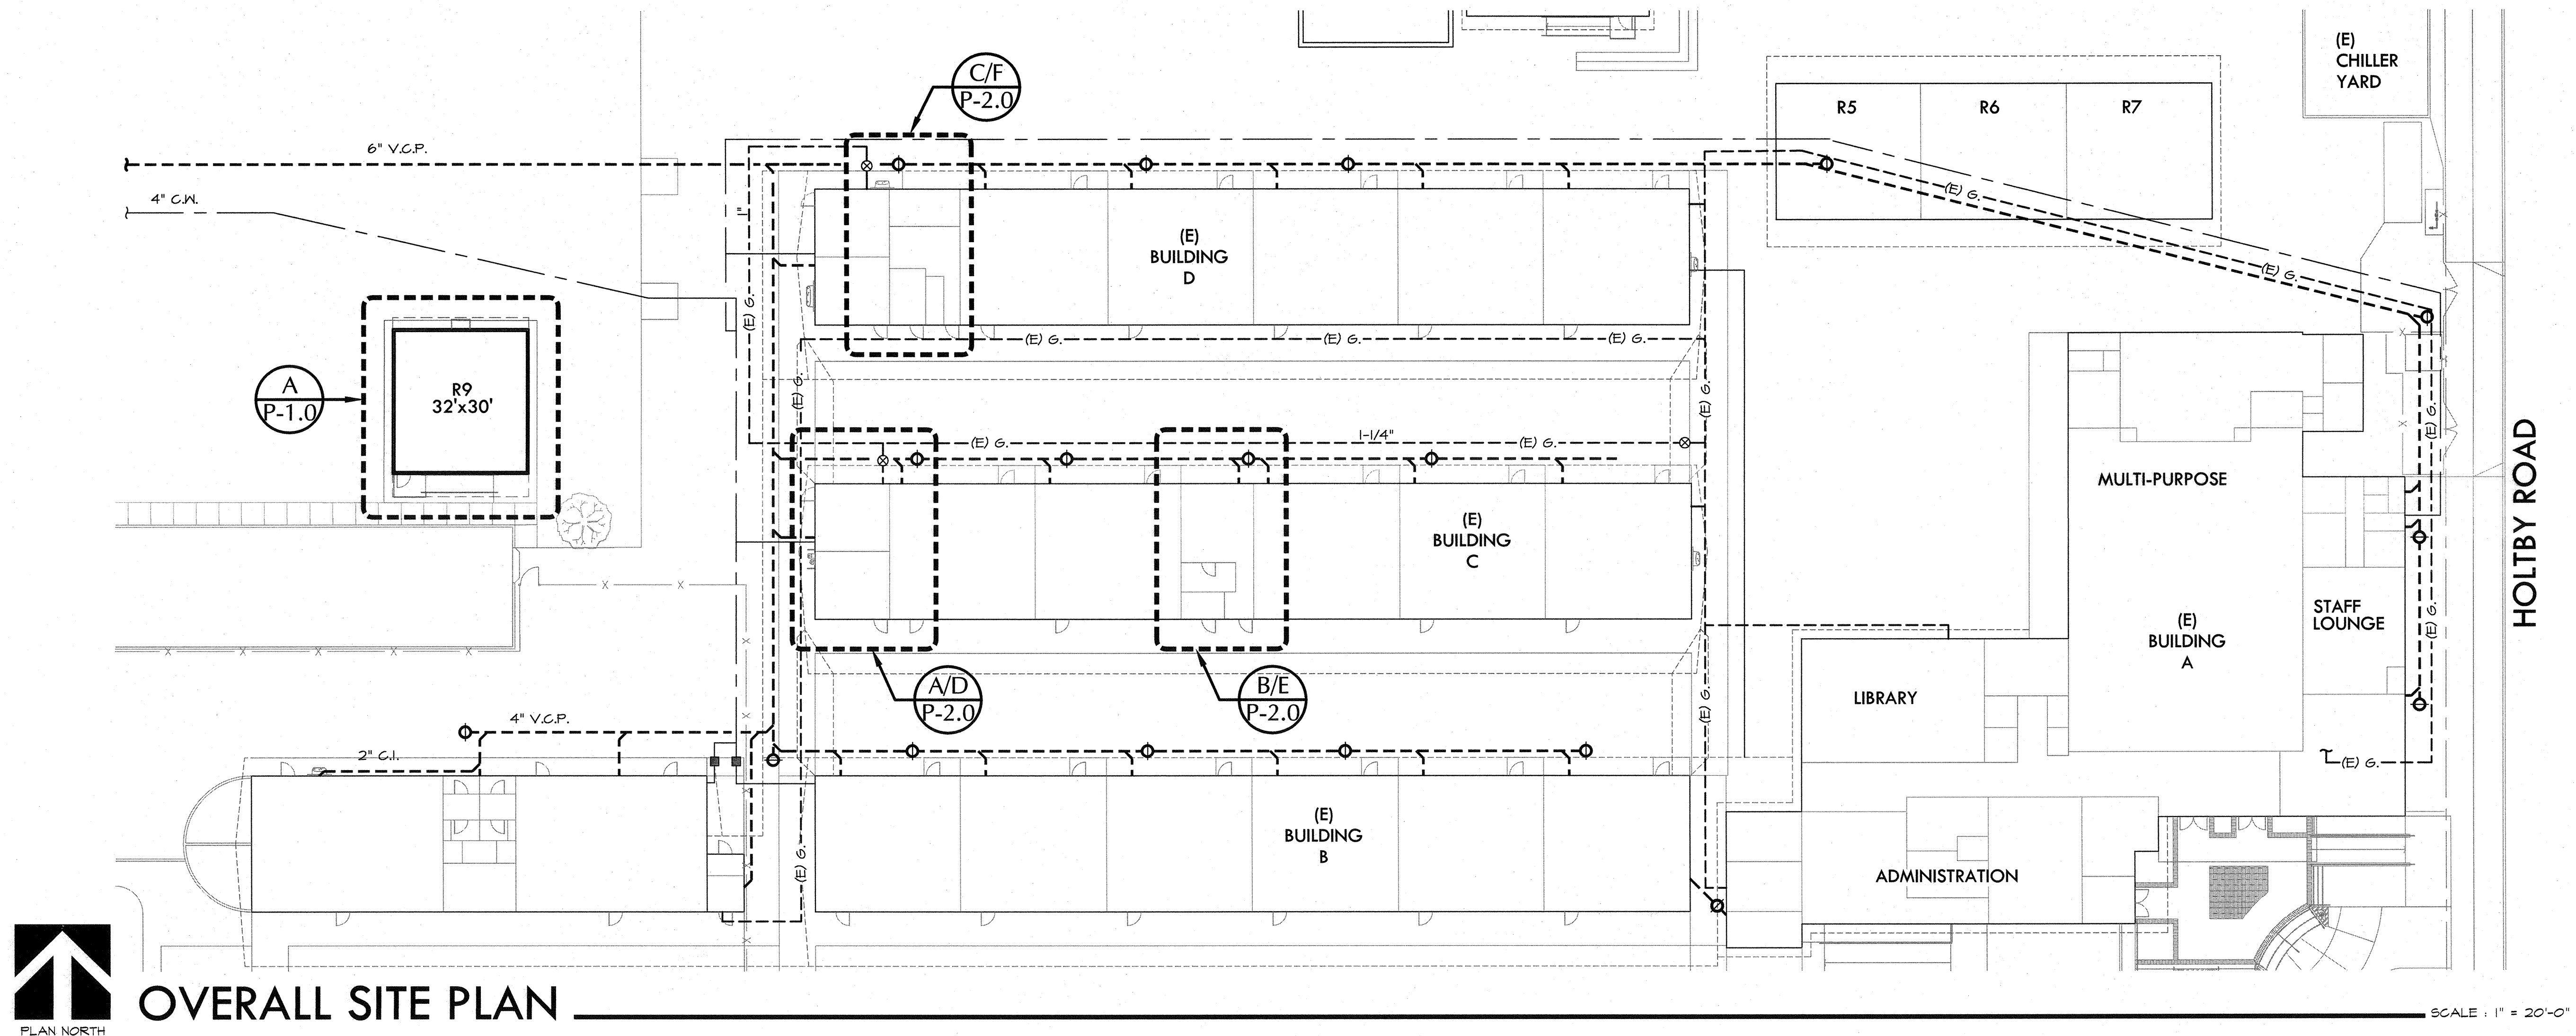 C/F
P-2.0
(E)
CHILLER
YARD
R5
R6
R7
6" V.C.P.
4" C.W.
1"
(E) G.
(E) G.
(E)
BUILDING
D
(E) G.
(E) G.
(E) G.
(E) G.
(E) G.
A
P-1.0
R9
32'x30'
(E) G.
(E) G.
(E) G.
HOLTBY ROAD
(E) G.
1-1/4"
(E) G.
MULTI-PURPOSE
(E)
BUILDING
C
(E)
BUILDING
A
STAFF
LOUNGE
(E) G.
A/D
P-2.0
B/E
P-2.0
(E) G.
LIBRARY
4" V.C.P.
2" C.I.
(E) G.
(E) G.
(E)
BUILDING
B
ADMINISTRATION
PLAN NORTH
OVERALL SITE PLAN
SCALE : 1" = 20'-0"